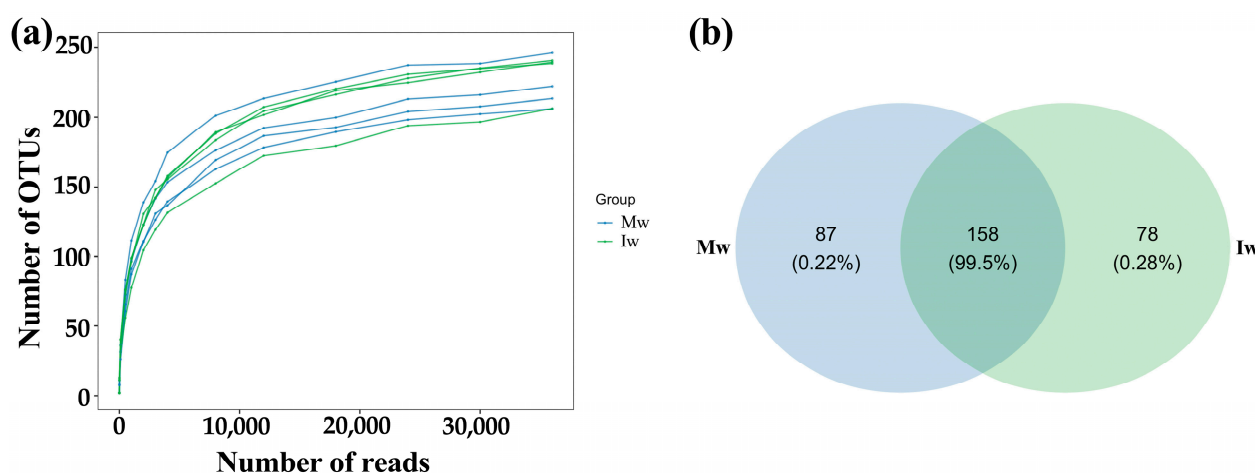 (a)
Number of OTUs
250
200
150
100
50
0
0 10,000 20,000 30,000
Number of reads
Group
Mw
Iw
(b)
Mw
87
(0.22%)
158
(99.5%)
78
(0.28%)
Iw